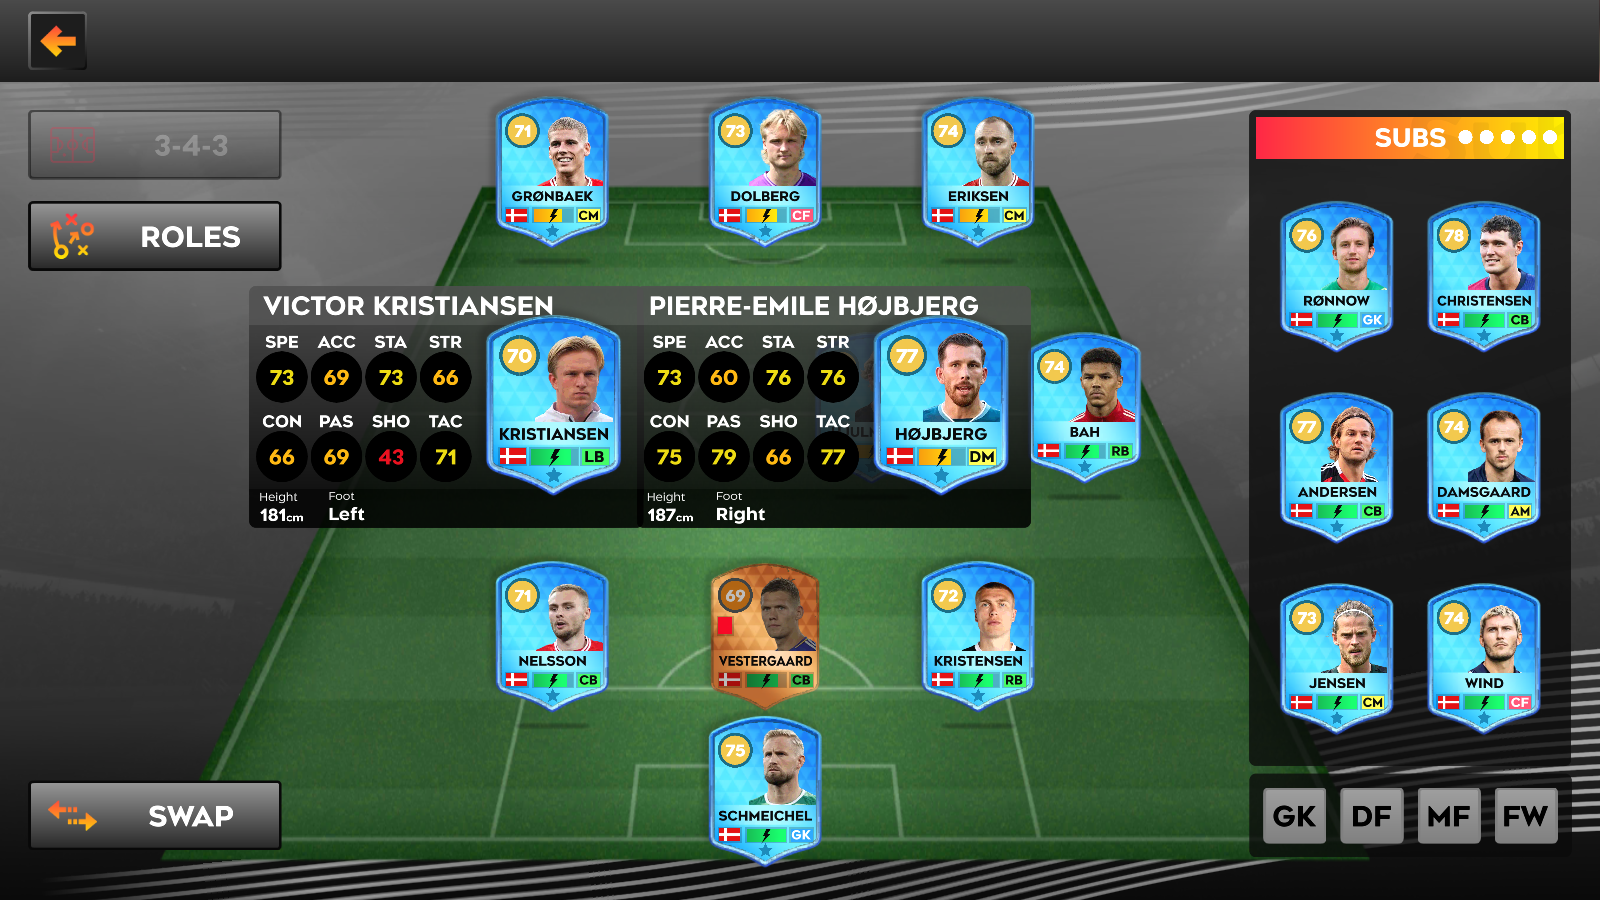 3-4-3
ROLES
71
GRØNBAEK
CM
73
DOLBERG
CF
74
ERIKSEN
CM
SUBS
76
RØNNOW
GK
78
CHRISTENSEN
CB
VICTOR KRISTIANSEN
SPE ACC STA STR
73 69 73 66
CON PAS SHO TAC
66 69 43 71
Height Foot
181cm Left
70
KRISTIANSEN
LB
PIERRE-EMILE HØJBJERG
SPE ACC STA STR
73 60 76 76
CON PAS SHO TAC
75 79 66 77
Height Foot
187cm Right
77
HØJBJERG
DM
74
BAH
RB
77
ANDERSEN
CB
74
DAMSGAARD
AM
71
NELSSON
CB
69
VESTERGAARD
CB
72
KRISTENSEN
RB
73
JENSEN
CM
74
WIND
CF
75
SCHMEICHEL
GK
SWAP
GK DF MF FW